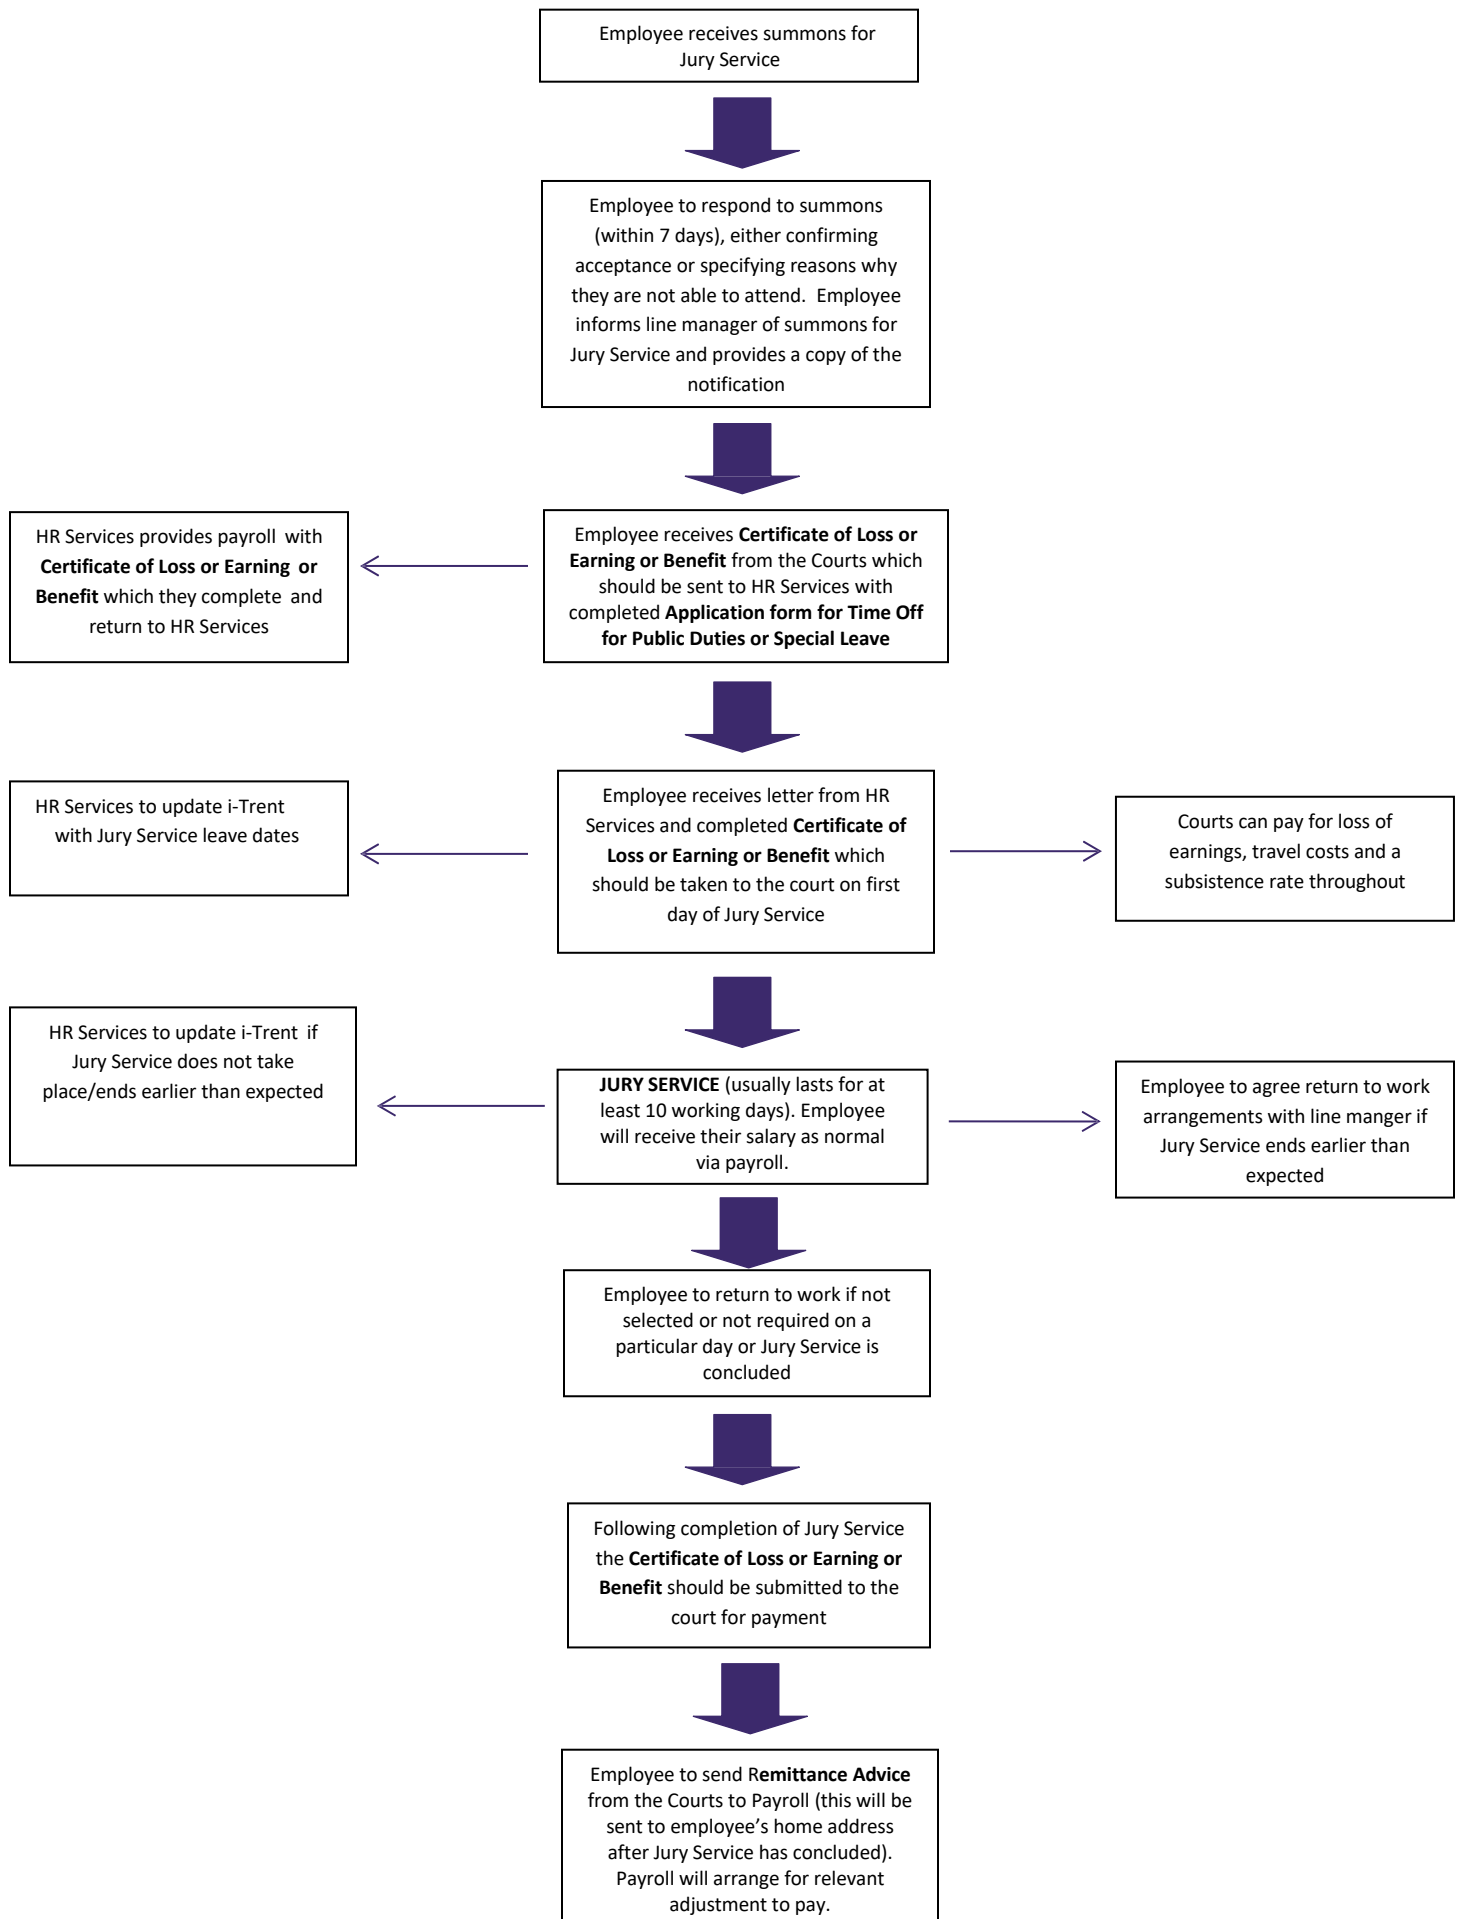 Employee receives summons for
Jury Service
Employee to respond to summons
(within 7 days), either confirming
acceptance or specifying reasons why
they are not able to attend.  Employee
informs line manager of summons for
Jury Service and provides a copy of the
notification
HR Services provides payroll with
Certificate of Loss or Earning or
Benefit which they complete and
return to HR Services
Employee receives Certificate of Loss or
Earning or Benefit from the Courts which
should be sent to HR Services with
completed Application form for Time Off
for Public Duties or Special Leave
HR Services to update i-Trent
with Jury Service leave dates
Employee receives letter from HR
Services and completed Certificate of
Loss or Earning or Benefit which
should be taken to the court on first
day of Jury Service
Courts can pay for loss of
earnings, travel costs and a
subsistence rate throughout
HR Services to update i-Trent if
Jury Service does not take
place/ends earlier than expected
JURY SERVICE (usually lasts for at
least 10 working days). Employee
will receive their salary as normal
via payroll.
Employee to agree return to work
arrangements with line manger if
Jury Service ends earlier than
expected
Employee to return to work if not
selected or not required on a
particular day or Jury Service is
concluded
Following completion of Jury Service
the Certificate of Loss or Earning or
Benefit should be submitted to the
court for payment
Employee to send Remittance Advice
from the Courts to Payroll (this will be
sent to employee’s home address
after Jury Service has concluded).
Payroll will arrange for relevant
adjustment to pay.